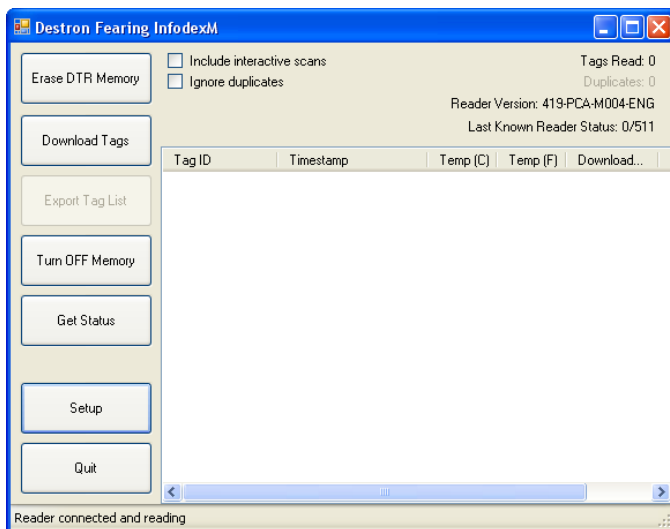 Destron Fearing InfodexM
Erase DTR Memory
Download Tags
Export Tag List
Turn OFF Memory
Get Status
Setup
Quit
Include interactive scans
Ignore duplicates
Tags Read: 0
Duplicates: 0
Reader Version: 419-PCA-M004-ENG
Last Known Reader Status: 0/511
Tag ID Timestamp Temp (C) Temp (F) Download...
Reader connected and reading